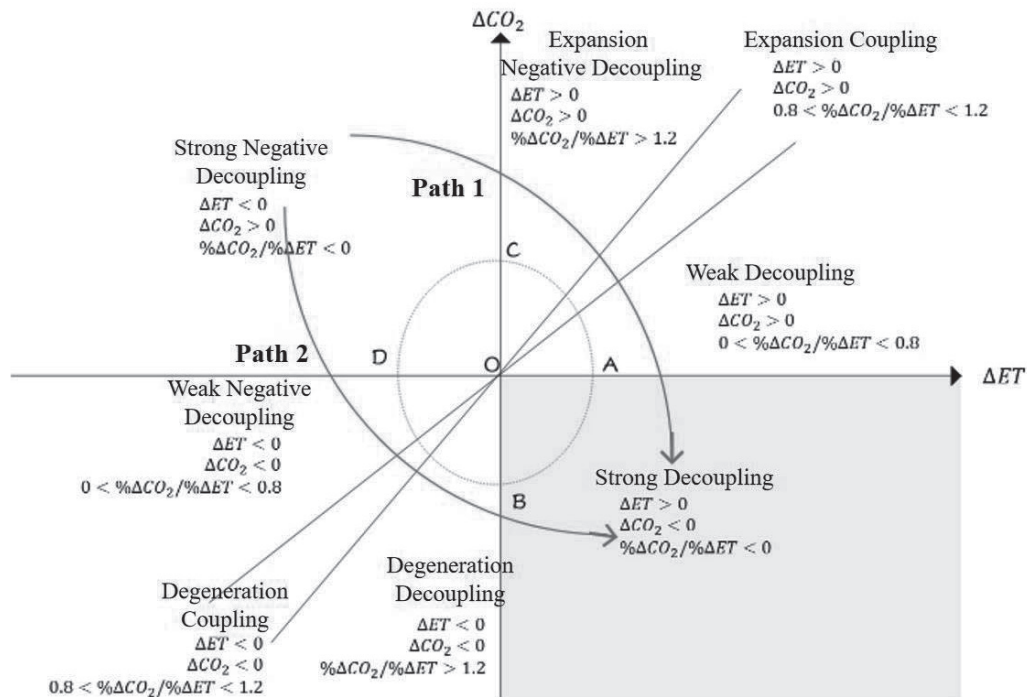 ΔCO₂
Expansion
Negative Decoupling
ΔET > 0
ΔCO₂ > 0
%ΔCO₂/%ΔET > 1.2
Expansion Coupling
ΔET > 0
ΔCO₂ > 0
0.8 < %ΔCO₂/%ΔET < 1.2
Strong Negative
Decoupling
ΔET < 0
ΔCO₂ > 0
%ΔCO₂/%ΔET < 0
Path 1
C
Weak Decoupling
ΔET > 0
ΔCO₂ > 0
0 < %ΔCO₂/%ΔET < 0.8
Path 2
D
O
A
ΔET
Weak Negative
Decoupling
ΔET < 0
ΔCO₂ < 0
0 < %ΔCO₂/%ΔET < 0.8
B
Strong Decoupling
ΔET > 0
ΔCO₂ < 0
%ΔCO₂/%ΔET < 0
Degeneration
Coupling
ΔET < 0
ΔCO₂ < 0
0.8 < %ΔCO₂/%ΔET < 1.2
Degeneration
Decoupling
ΔET < 0
ΔCO₂ < 0
%ΔCO₂/%ΔET > 1.2